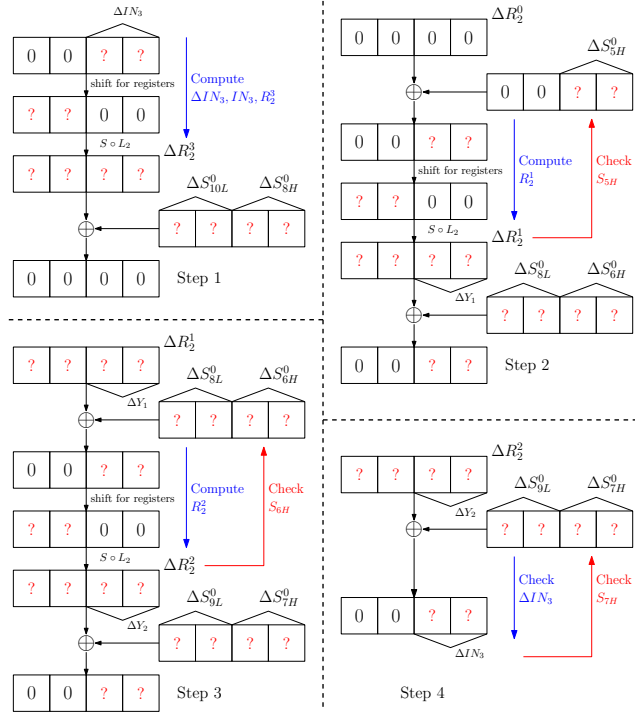 ΔIN₃
0 0 ? ?
shift for registers
Compute
ΔIN₃, IN₃, R₂³
? ? 0 0
S ∘ L₂
ΔR₂³
? ? ? ?
ΔS⁰₁₀L ΔS⁰₈H
? ? ? ?
0 0 0 0
Step 1
ΔR₂⁰
0 0 0 0
ΔS⁰₅H
0 0 ? ?
0 0 ? ?
Compute
R₂¹
Check
S₅H
shift for registers
? ? 0 0
S ∘ L₂
ΔR₂¹
? ? ? ?
ΔY₁
ΔS⁰₈L ΔS⁰₆H
? ? ? ?
0 0 ? ?
Step 2
ΔR₂¹
? ? ? ?
ΔY₁
ΔS⁰₈L ΔS⁰₆H
? ? ? ?
0 0 ? ?
Compute
R₂²
Check
S₆H
shift for registers
? ? 0 0
S ∘ L₂
ΔR₂²
? ? ? ?
ΔY₂
ΔS⁰₉L ΔS⁰₇H
? ? ? ?
0 0 ? ?
Step 3
ΔR₂²
? ? ? ?
ΔY₂
ΔS⁰₉L ΔS⁰₇H
? ? ? ?
Check
ΔIN₃
Check
S₇H
0 0 ? ?
ΔIN₃
Step 4